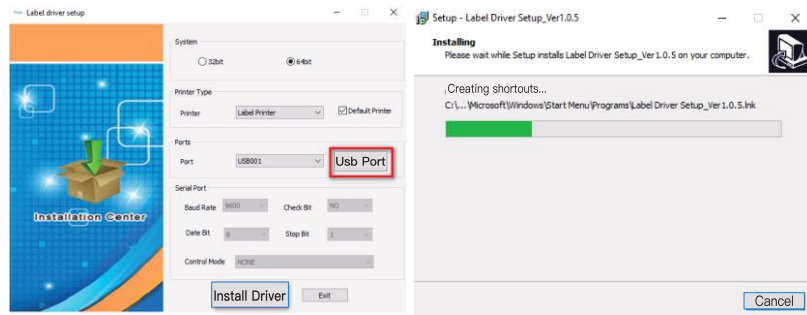 Label driver setup
System
32bit 64bit
Printer Type
Printer Label Printer Default Printer
Ports
Port USB001 Usb Port
Serial Port
Baud Rate 9600 Check Bit NO
Date Bit 8 Stop Bit 1
Control Mode NONE
Install Driver Exit
Installation Center
Setup - Label Driver Setup_Ver1.0.5
Installing
Please wait while Setup installs Label Driver Setup_Ver1.0.5 on your computer.
Creating shortouts...
C:\...\Microsoft\Windows\Start Menu\Programs\Label Driver Setup_Ver1.0.5.lnk
Cancel